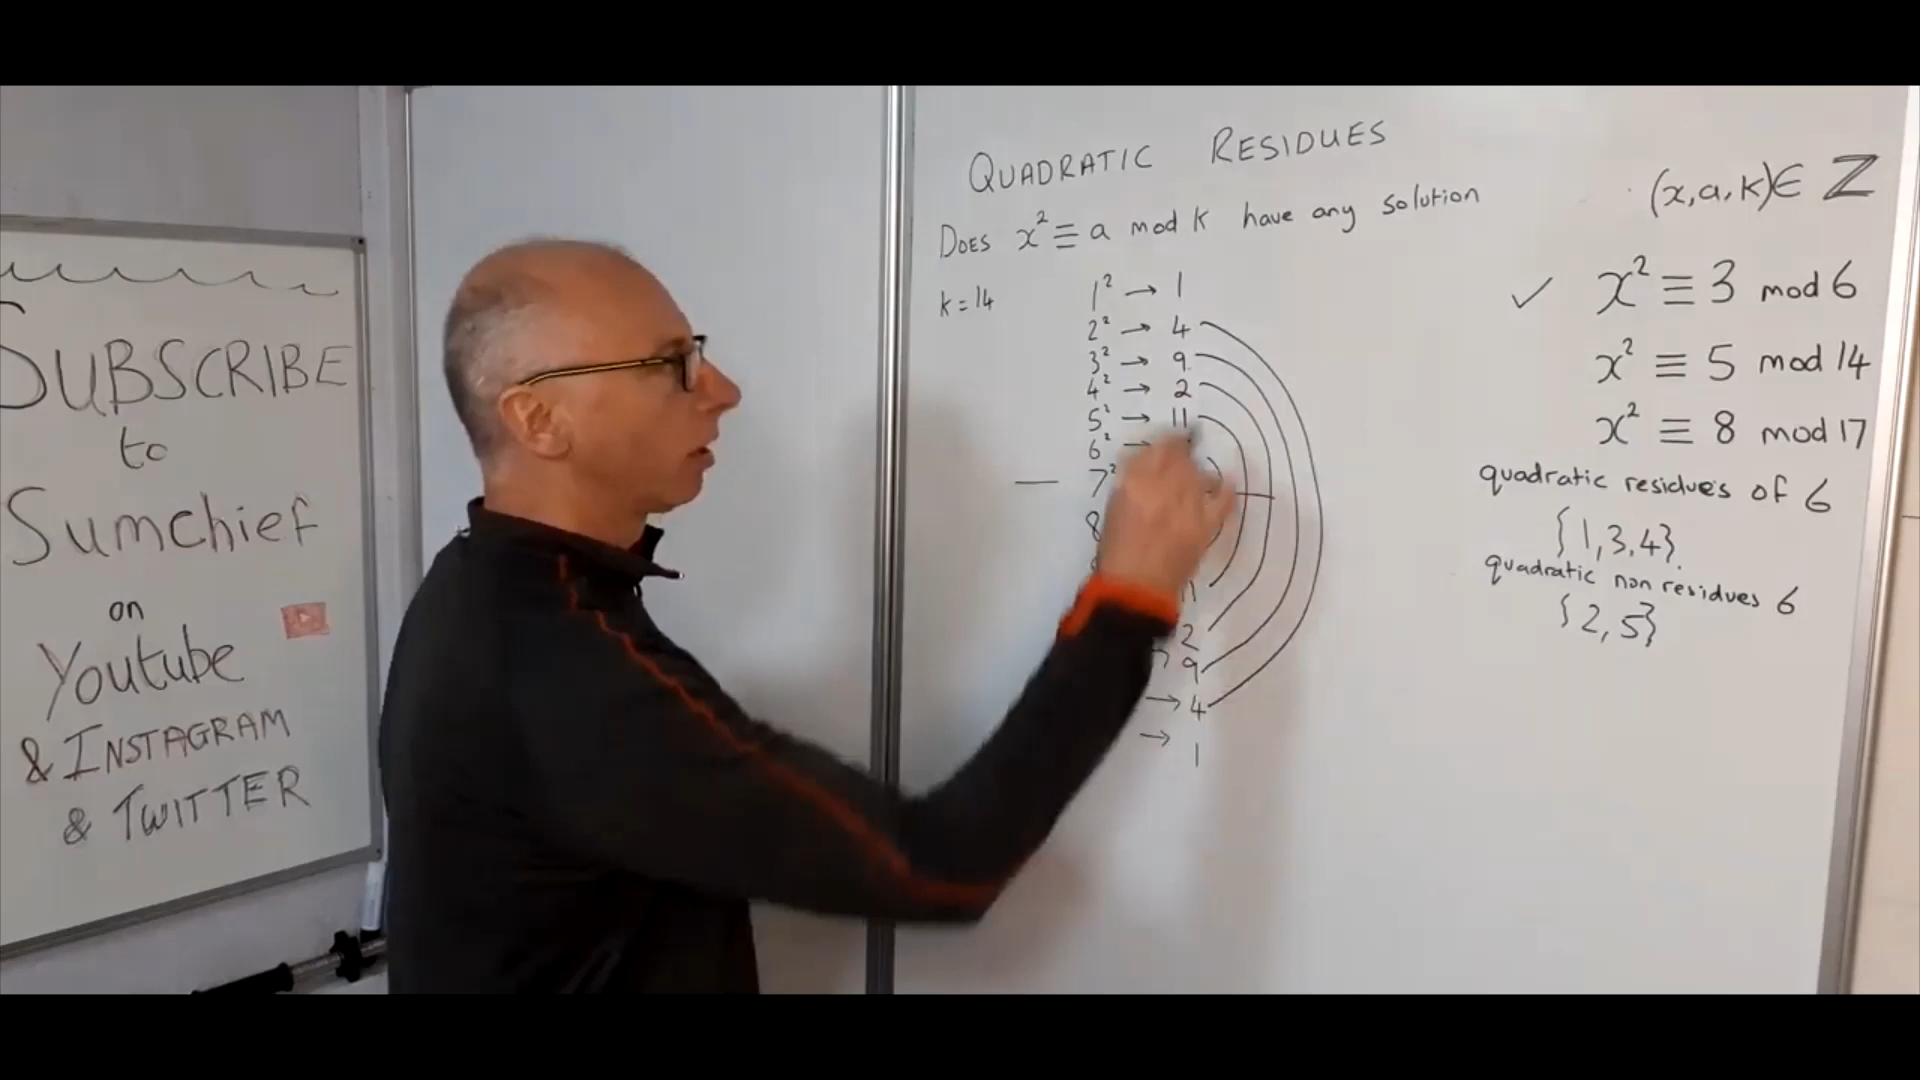 SUBSCRIBE
to
Sumchief
on
Youtube
& INSTAGRAM
& TWITTER
QUADRATIC RESIDUES
DOES x² ≡ a mod k have any solution
k = 14
1² → 1
2² → 4
3² → 9
4² → 2
5² → 11
6² →
7²
8
11
2
→ 9
→ 4
→ 1
(x, a, k) ∈ ℤ
✓ x² ≡ 3 mod 6
x² ≡ 5 mod 14
x² ≡ 8 mod 17
quadratic residues of 6
{1, 3, 4}
quadratic non residues 6
{2, 5}